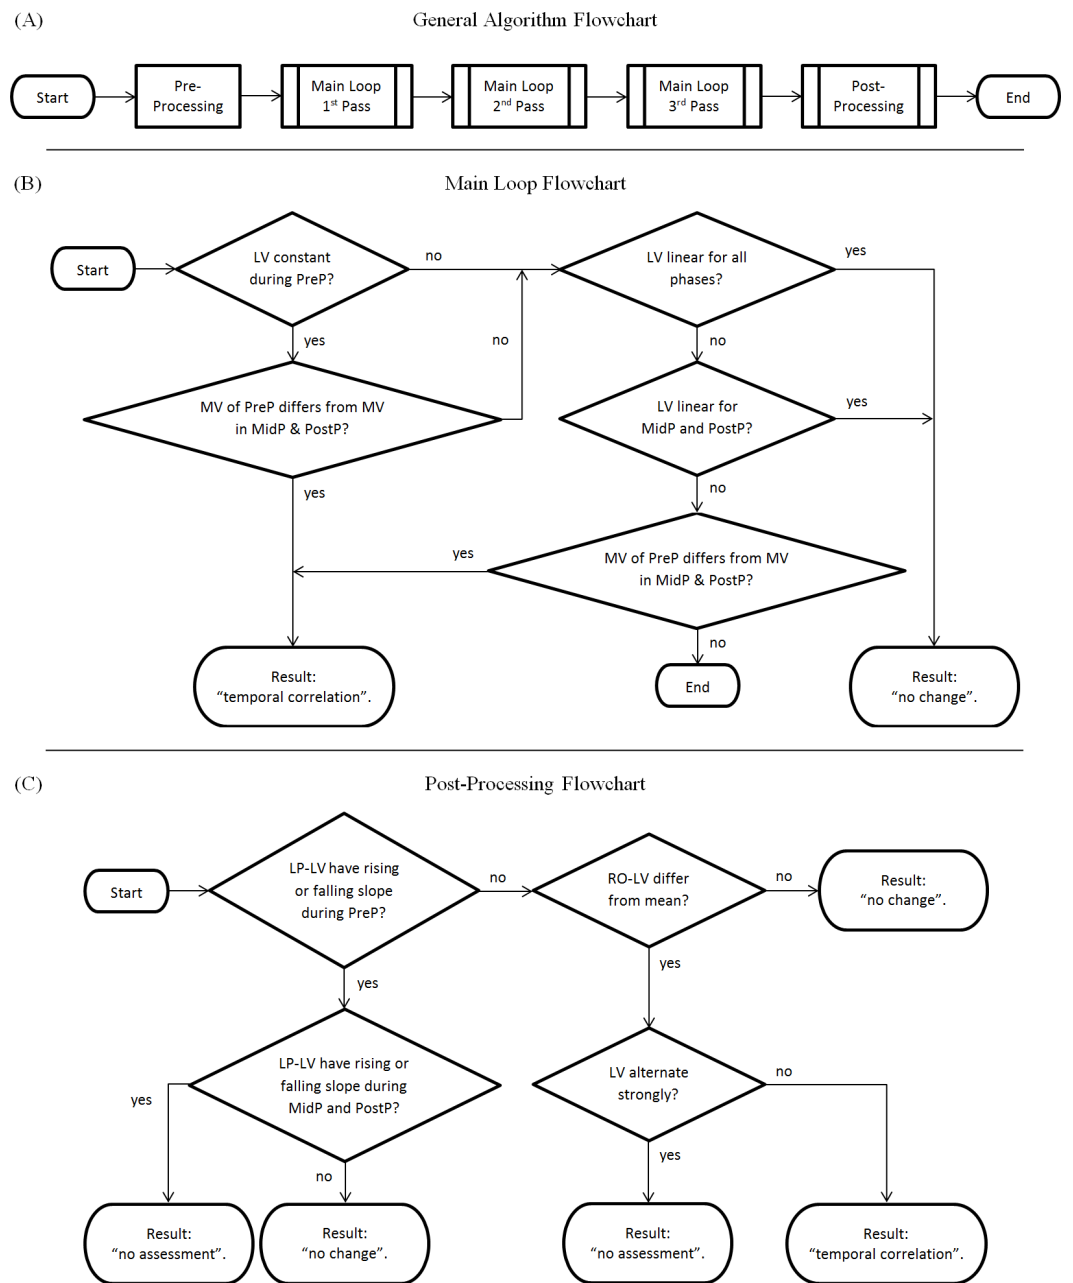 (A)
General Algorithm Flowchart
Start
Pre-
Processing
Main Loop
1st Pass
Main Loop
2nd Pass
Main Loop
3rd Pass
Post-
Processing
End
(B)
Main Loop Flowchart
Start
LV constant
during PreP?
no
LV linear for all
phases?
yes
yes
no
no
MV of PreP differs from MV
in MidP & PostP?
LV linear for
MidP and PostP?
yes
yes
no
yes
MV of PreP differs from MV
in MidP & PostP?
no
Result:
“temporal correlation”.
End
Result:
“no change”.
(C)
Post-Processing Flowchart
Start
LP-LV have rising
or falling slope
during PreP?
no
RO-LV differ
from mean?
no
Result:
“no change”.
yes
yes
LP-LV have rising or
falling slope during
MidP and PostP?
yes
LV alternate
strongly?
no
no
yes
Result:
“no assessment”.
Result:
“no change”.
Result:
“no assessment”.
Result:
“temporal correlation”.